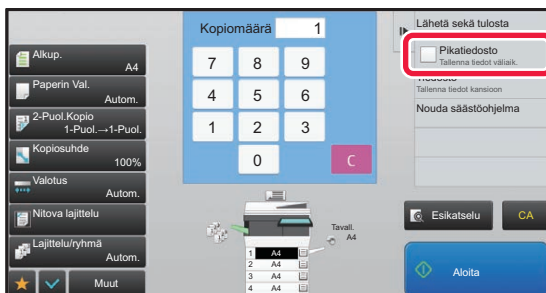 Alkup.
A4
Paperin Val.
Autom.
2-Puol.Kopio
1-Puol.→1-Puol.
Kopiosuhde
100%
Valotus
Autom.
Nitova lajittelu
Lajittelu/ryhmä
Autom.
Muut
Kopiomäärä 1
7 8 9
4 5 6
1 2 3
0 C
Tavall.
A4
1 A4
2 A4
3 A4
4 A4
Lähetä sekä tulosta
Pikatiedosto
Tallenna tiedot väliaik.
Tallenna tiedot kansioon
Nouda säästöohjelma
Esikatselu CA
Aloita